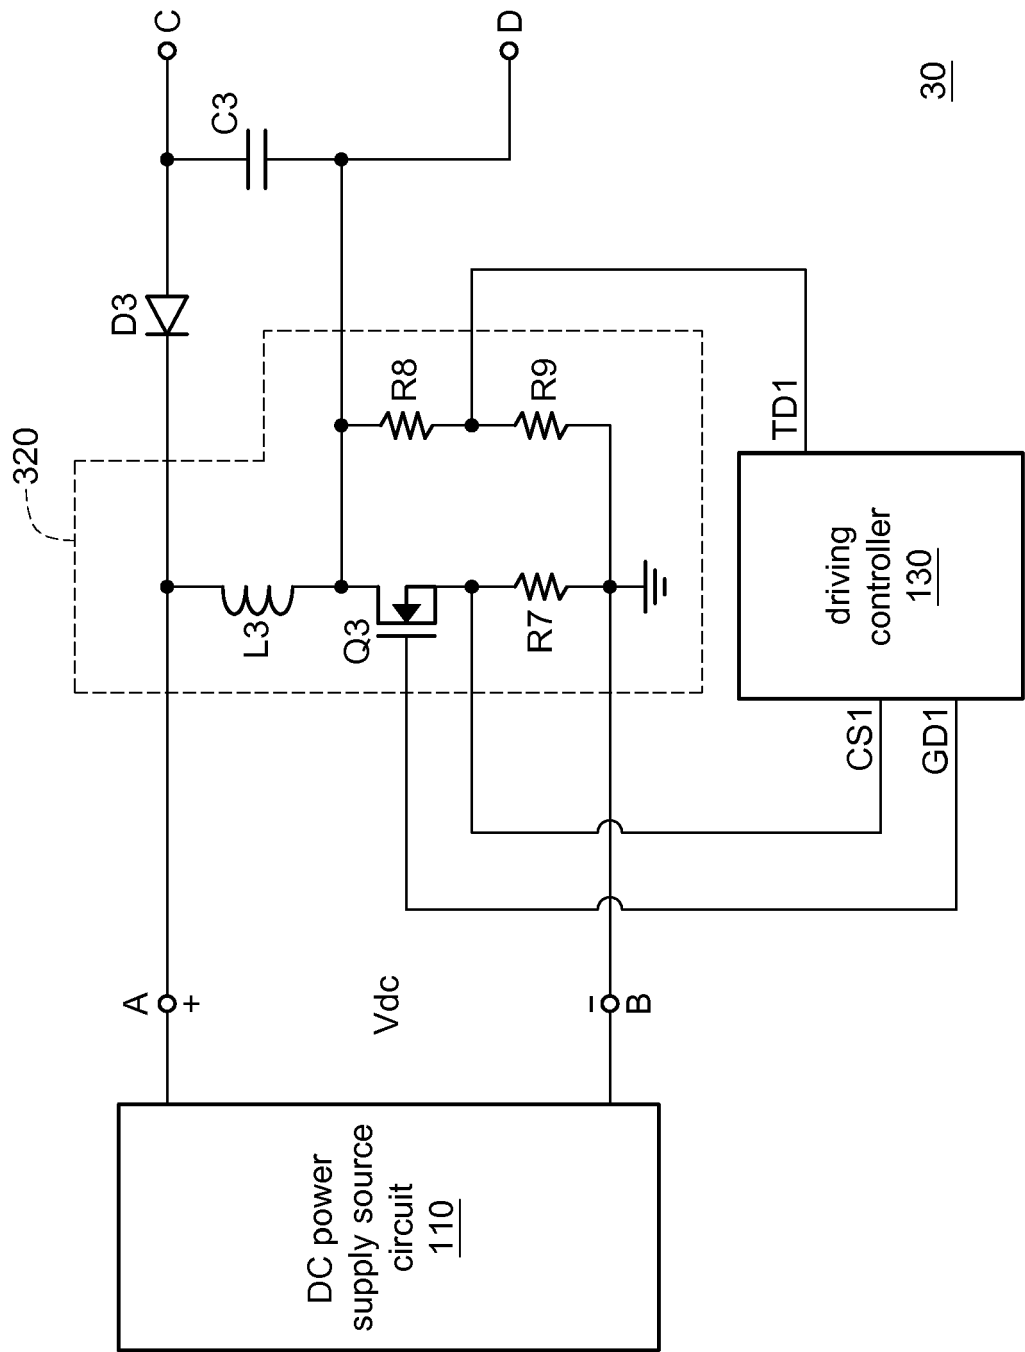 DC power
supply source
circuit
110
A
+
Vdc
–
B
320
L3
Q3
R7
R8
R9
D3
C3
C
D
CS1
GD1
TD1
driving
controller
130
30